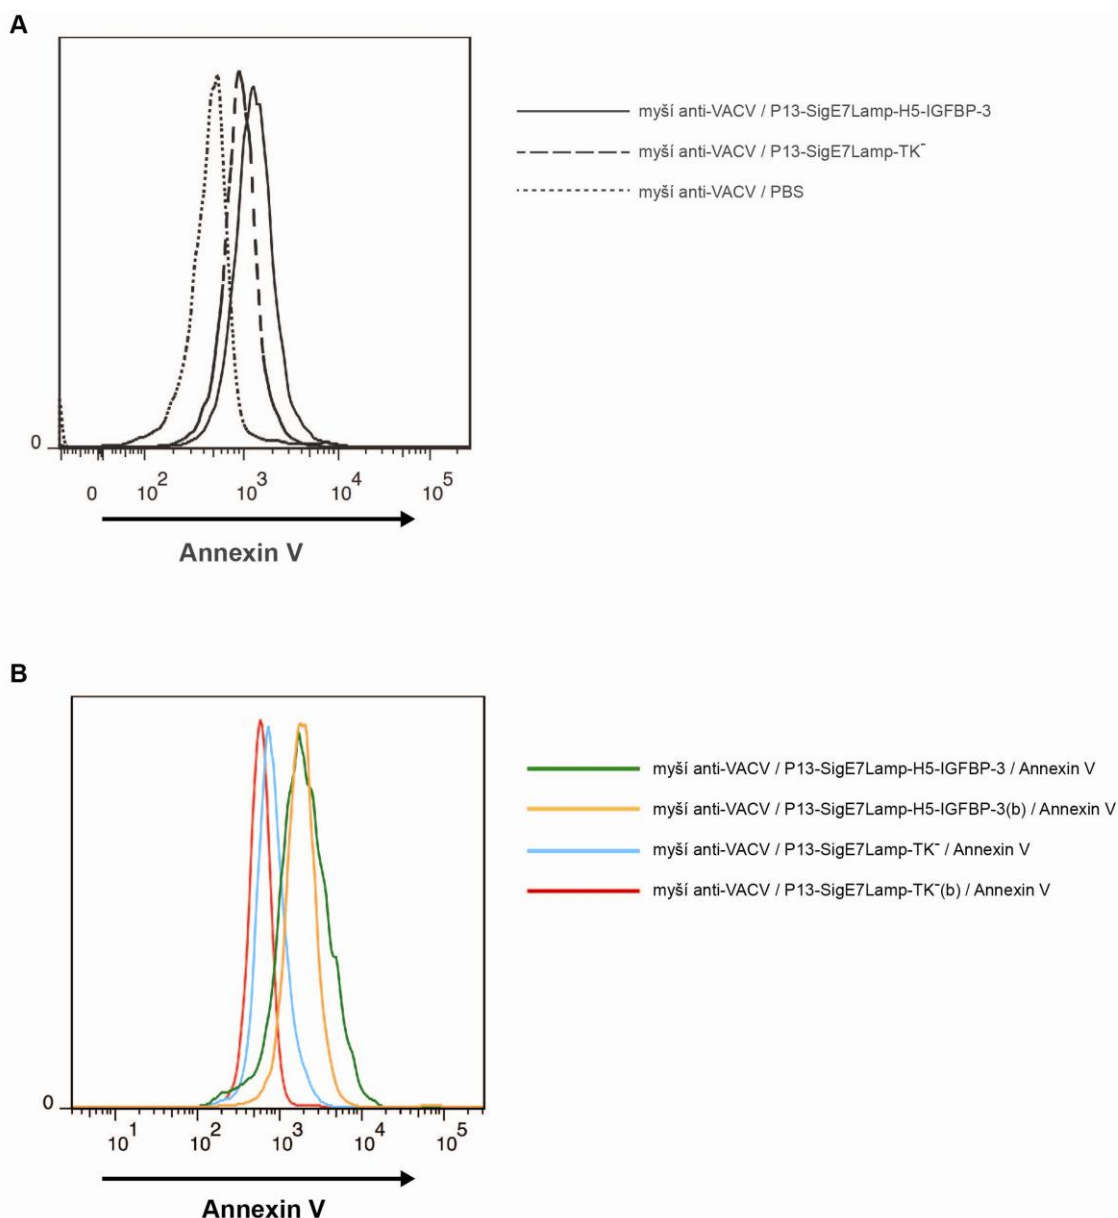 A
myší anti-VACV / P13-SigE7Lamp-H5-IGFBP-3
myší anti-VACV / P13-SigE7Lamp-TK⁻
myší anti-VACV / PBS
0
0 10² 10³ 10⁴ 10⁵
Annexin V
B
myší anti-VACV / P13-SigE7Lamp-H5-IGFBP-3 / Annexin V
myší anti-VACV / P13-SigE7Lamp-H5-IGFBP-3(b) / Annexin V
myší anti-VACV / P13-SigE7Lamp-TK⁻ / Annexin V
myší anti-VACV / P13-SigE7Lamp-TK⁻(b) / Annexin V
0
10¹ 10² 10³ 10⁴ 10⁵
Annexin V